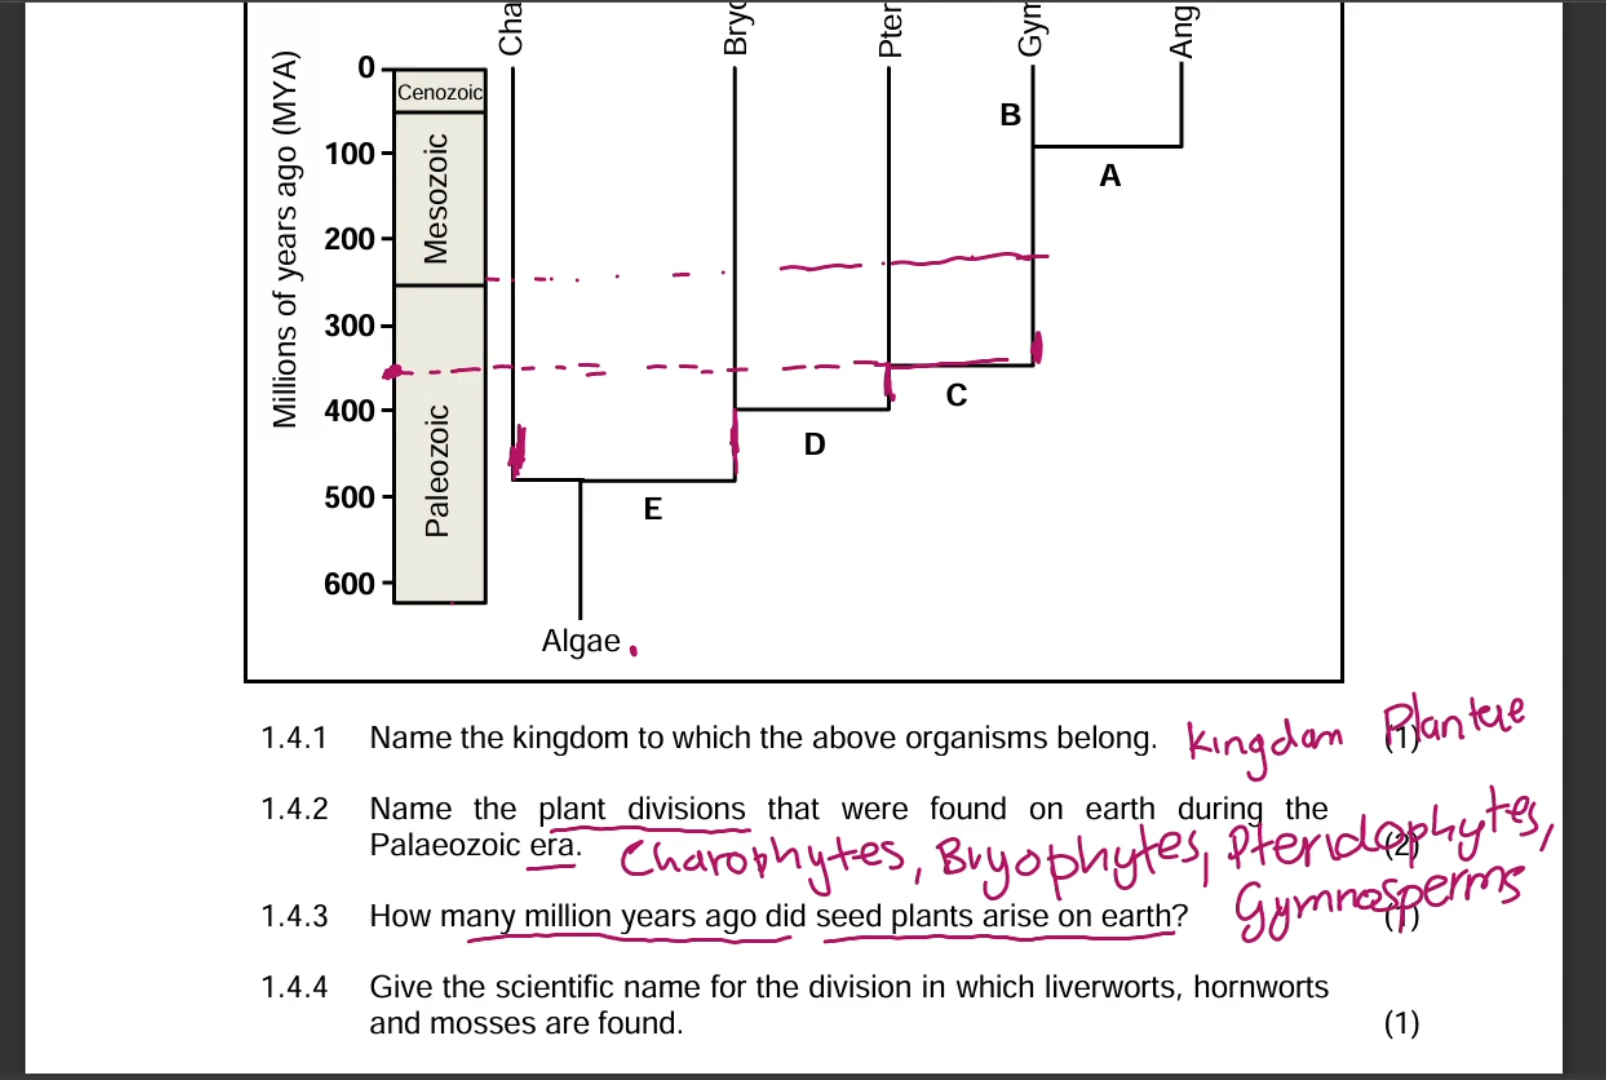 Cha
Bryo
Pter
Gym
Ang
Millions of years ago (MYA)
0
Cenozoic
B
100
Mesozoic
A
200
300
C
400
D
Paleozoic
500
E
600
Algae
1.4.1 Name the kingdom to which the above organisms belong. Kingdom Plantae (1)
1.4.2 Name the plant divisions that were found on earth during the
Palaeozoic era. Charophytes, Bryophytes, Pteridophytes, (2)
Gymnosperms
1.4.3 How many million years ago did seed plants arise on earth? (1)
1.4.4 Give the scientific name for the division in which liverworts, hornworts
and mosses are found. (1)